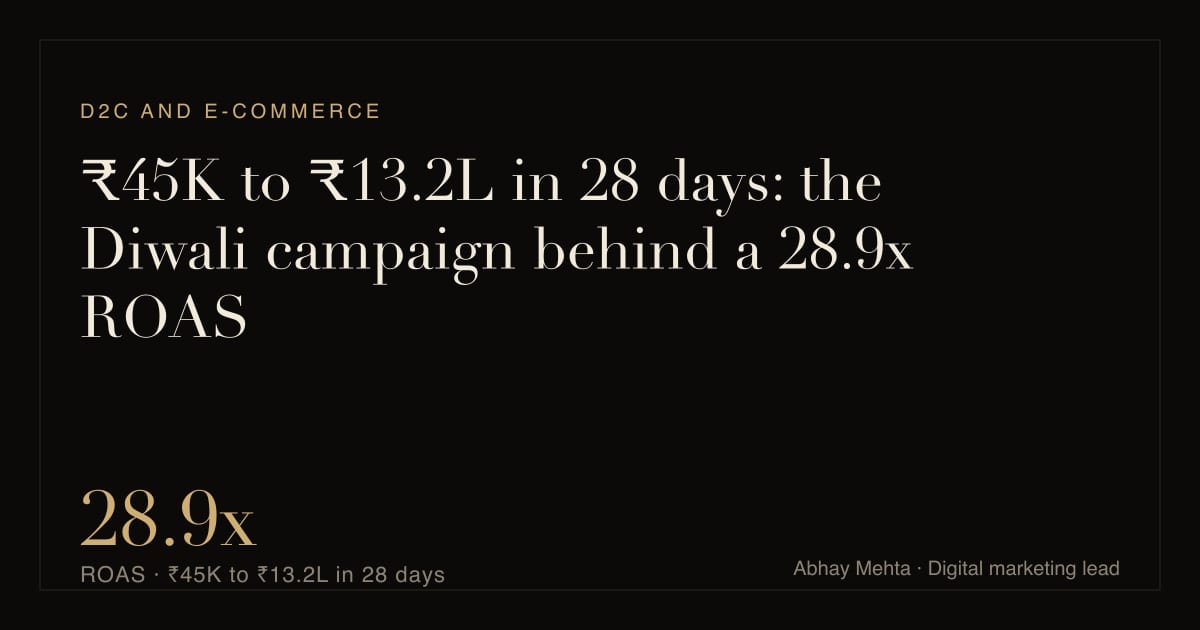 D2C AND E-COMMERCE
₹45K to ₹13.2L in 28 days: the
Diwali campaign behind a 28.9x
ROAS
28.9x
ROAS · ₹45K to ₹13.2L in 28 days
Abhay Mehta · Digital marketing lead